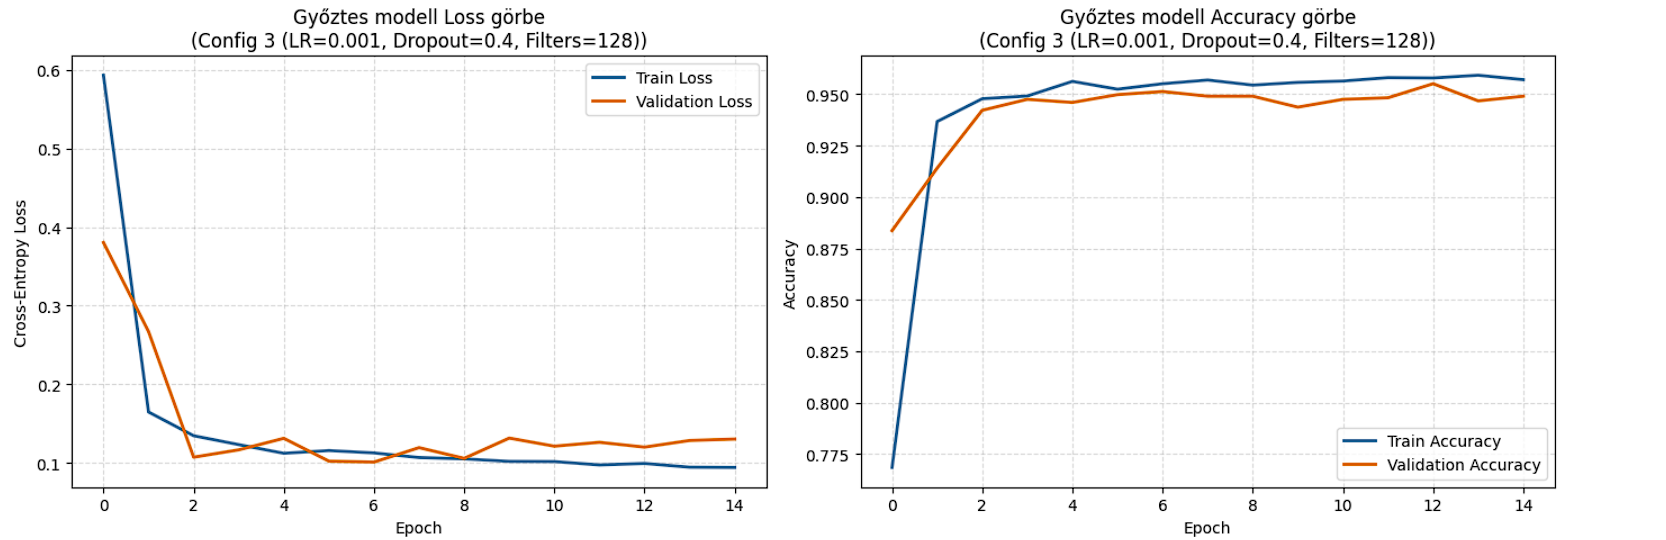 Győztes modell Loss görbe
(Config 3 (LR=0.001, Dropout=0.4, Filters=128))
Train Loss
Validation Loss
Cross-Entropy Loss
0.6
0.5
0.4
0.3
0.2
0.1
0 2 4 6 8 10 12 14
Epoch
Győztes modell Accuracy görbe
(Config 3 (LR=0.001, Dropout=0.4, Filters=128))
Accuracy
0.950
0.925
0.900
0.875
0.850
0.825
0.800
0.775
Train Accuracy
Validation Accuracy
0 2 4 6 8 10 12 14
Epoch